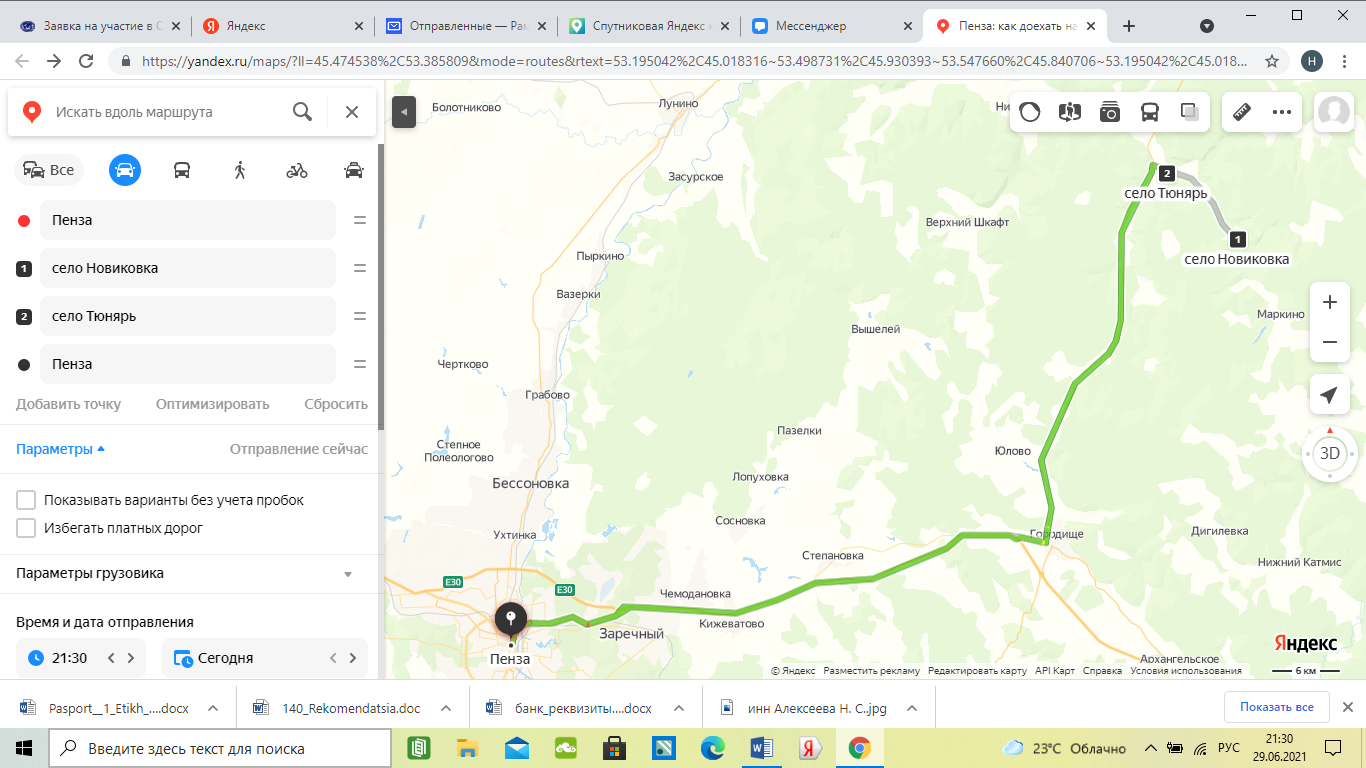 Заявка на участие в С
Яндекс
Отправленные — Рам
Спутниковая Яндекс к
Мессенджер
Пенза: как доехать на
https://yandex.ru/maps/?ll=45.474538%2C53.385809&mode=routes&rtext=53.195042%2C45.018316~53.498731%2C45.930393~53.547660%2C45.840706~53.195042%2C45.018...
Н
Искать вдоль маршрута
Все
Пенза
1 село Новиковка
2 село Тюнярь
Пенза
Добавить точку Оптимизировать Сбросить
Параметры Отправление сейчас
Показывать варианты без учета пробок
Избегать платных дорог
Параметры грузовика
Время и дата отправления
21:30 Сегодня
Болотниково
Лунино
Ни
Засурское
2
село Тюнярь
Верхний Шкафт
1
село Новиковка
Пыркино
Вазерки
Маркино
Вышелей
Чертково
Грабово
Пазелки
Степное
Полеологово
Юлово
3D
Бессоновка
Лопуховка
Сосновка
Ухтинка
Городище
Дигилевка
Степановка
Нижний Катмис
E30
E30
Чемодановка
Кижеватово
Заречный
Пенза
Архангельское
Яндекс
© Яндекс Разместить рекламу Редактировать карту API Карт Справка Условия использования
6 км
Pasport__1_Etikh_....docx
140_Rekomendatsia.doc
банк_реквизиты....docx
инн Алексеева Н. С..jpg
Показать все
Введите здесь текст для поиска
23°C Облачно
РУС
21:30
29.06.2021